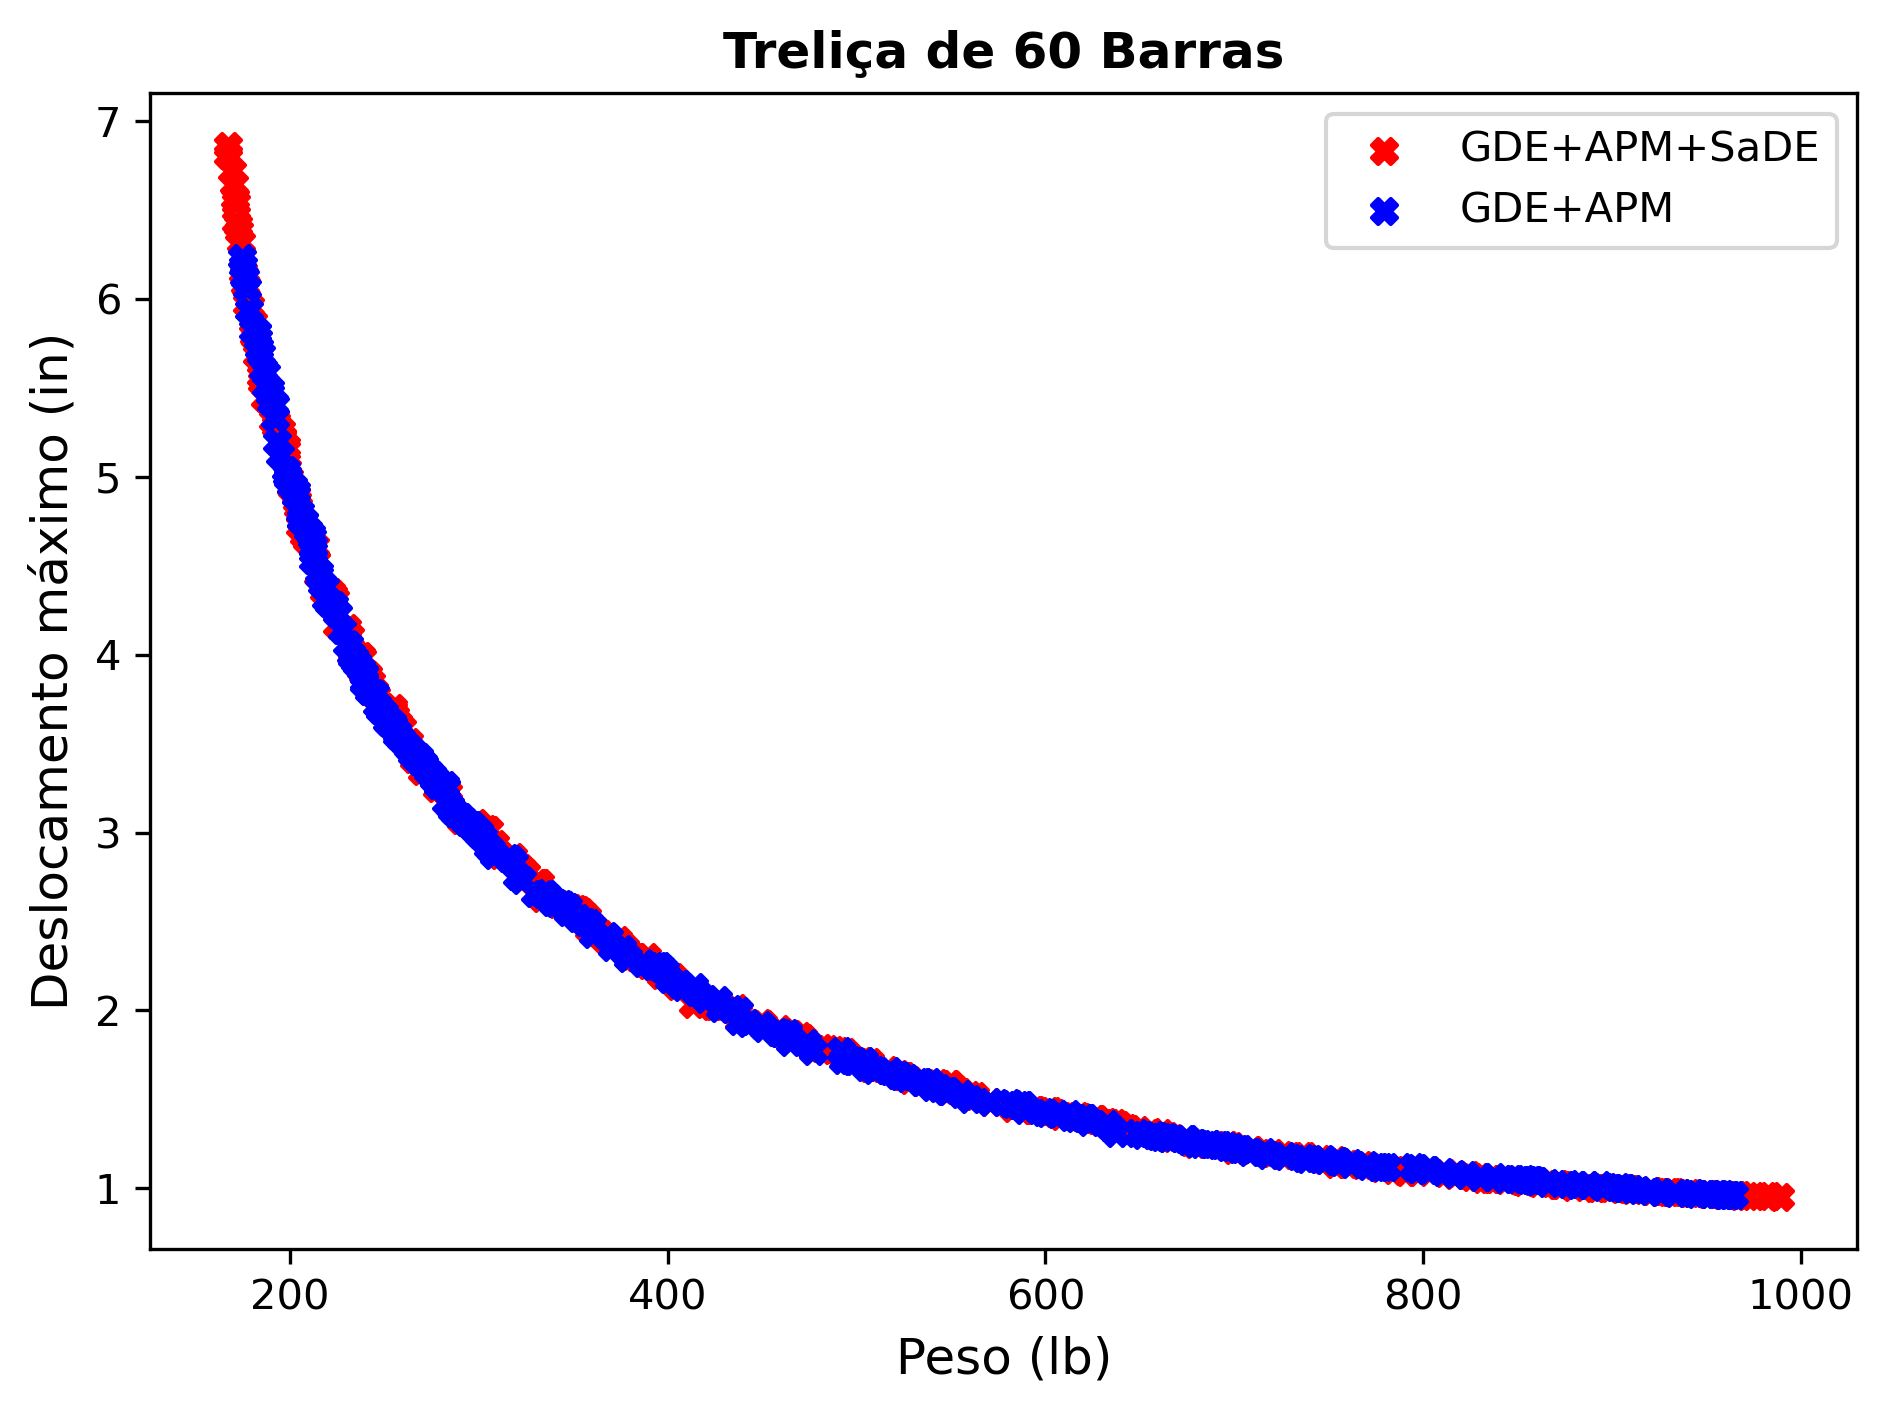 Treliça de 60 Barras
GDE+APM+SaDE
GDE+APM
Deslocamento máximo (in)
7
6
5
4
3
2
1
200 400 600 800 1000
Peso (lb)